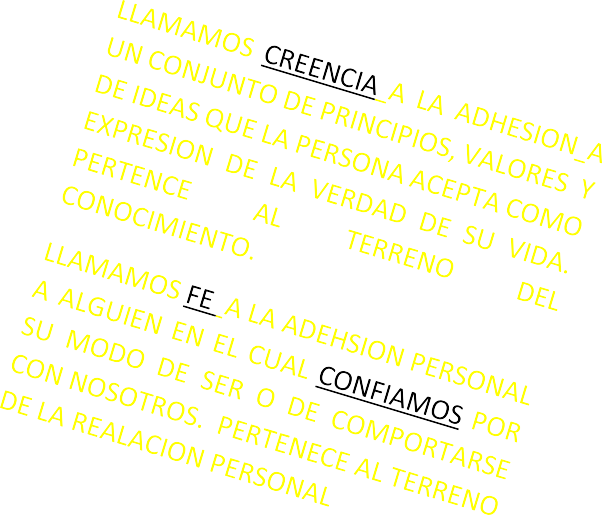 LLAMAMOS CREENCIA_A LA ADHESION_A
UN CONJUNTO DE PRINCIPIOS, VALORES Y
DE IDEAS QUE LA PERSONA ACEPTA COMO
EXPRESION DE LA VERDAD DE SU VIDA.
PERTENCE AL TERRENO DEL
CONOCIMIENTO.
LLAMAMOS FE_A LA ADEHSION PERSONAL
A ALGUIEN EN EL CUAL CONFIAMOS POR
SU MODO DE SER O DE COMPORTARSE
CON NOSOTROS. PERTENECE AL TERRENO
DE LA REALACION PERSONAL